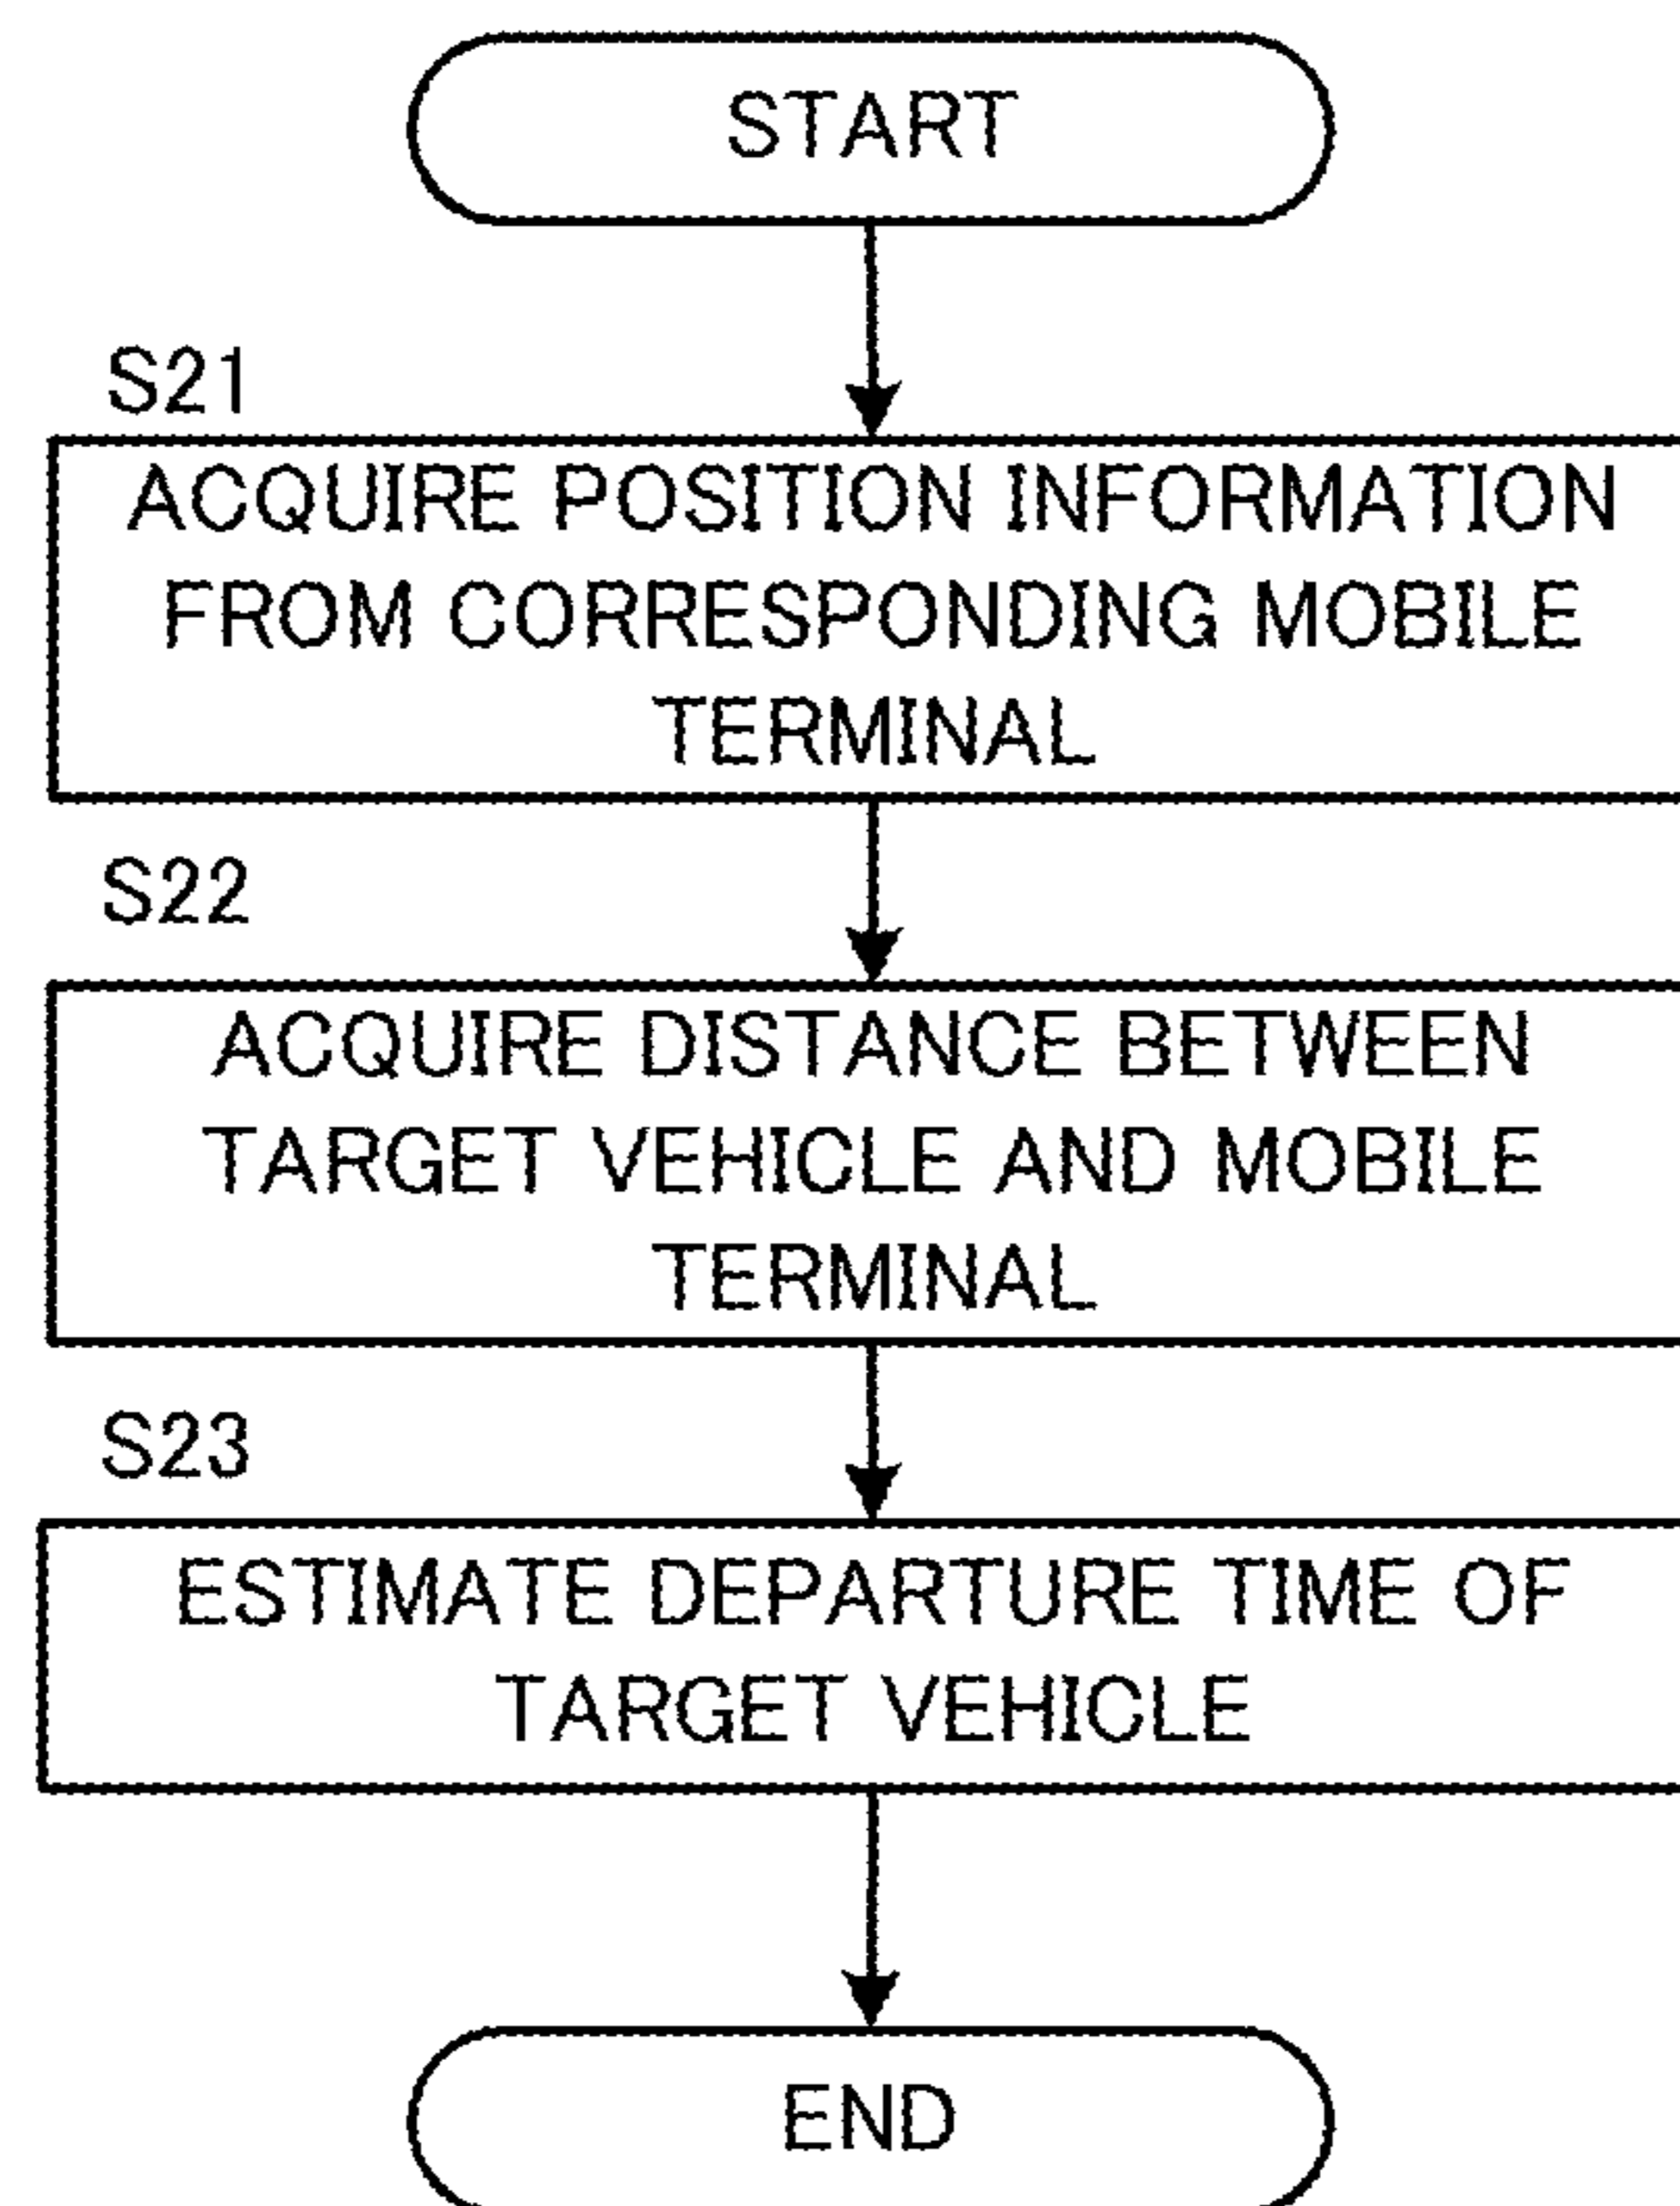 START
S21
ACQUIRE POSITION INFORMATION
FROM CORRESPONDING MOBILE
TERMINAL
S22
ACQUIRE DISTANCE BETWEEN
TARGET VEHICLE AND MOBILE
TERMINAL
S23
ESTIMATE DEPARTURE TIME OF
TARGET VEHICLE
END